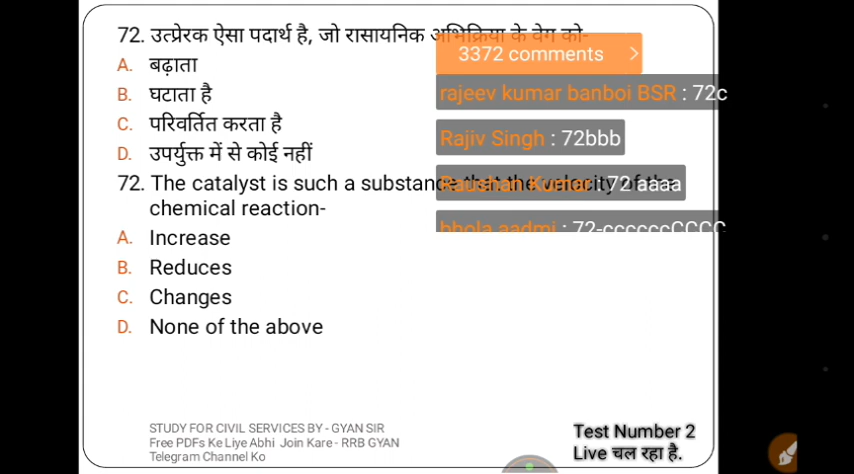 72. उत्प्रेरक ऐसा पदार्थ है, जो रासायनिक अभिक्रिया के वेग को-
3372 comments
A. बढ़ाता
rajeev kumar banboi BSR : 72c
B. घटाता है
C. परिवर्तित करता है
Rajiv Singh : 72bbb
D. उपर्युक्त में से कोई नहीं
72. The catalyst is such a substance that the velocity of the
Raushan Kumar : 72 aaaa
chemical reaction-
bhola aadmi : 72-ccccccCCCC
A. Increase
B. Reduces
C. Changes
D. None of the above
STUDY FOR CIVIL SERVICES BY - GYAN SIR
Free PDFs Ke Liye Abhi Join Kare - RRB GYAN
Telegram Channel Ko
Test Number 2
Live चल रहा है.